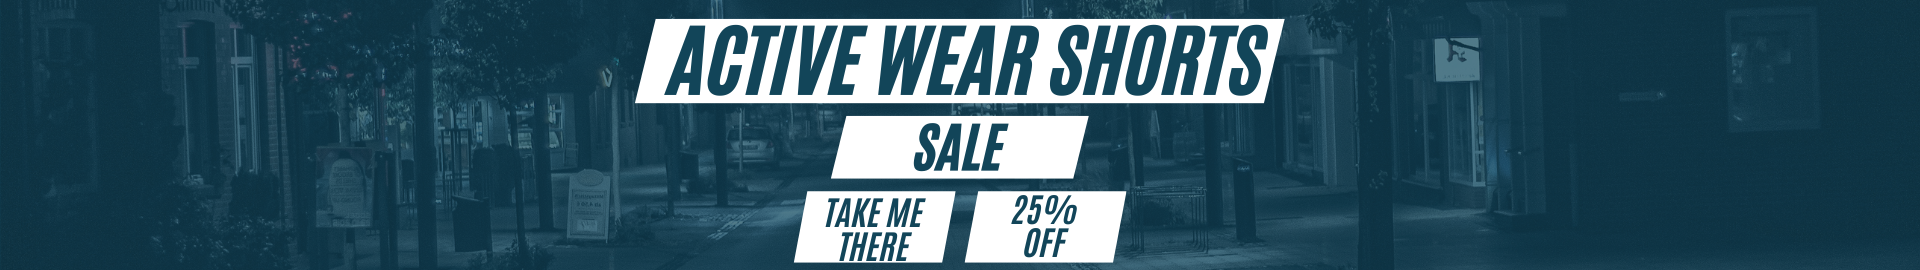 ACTIVE WEAR SHORTS
SALE
TAKE ME
THERE
25%
OFF